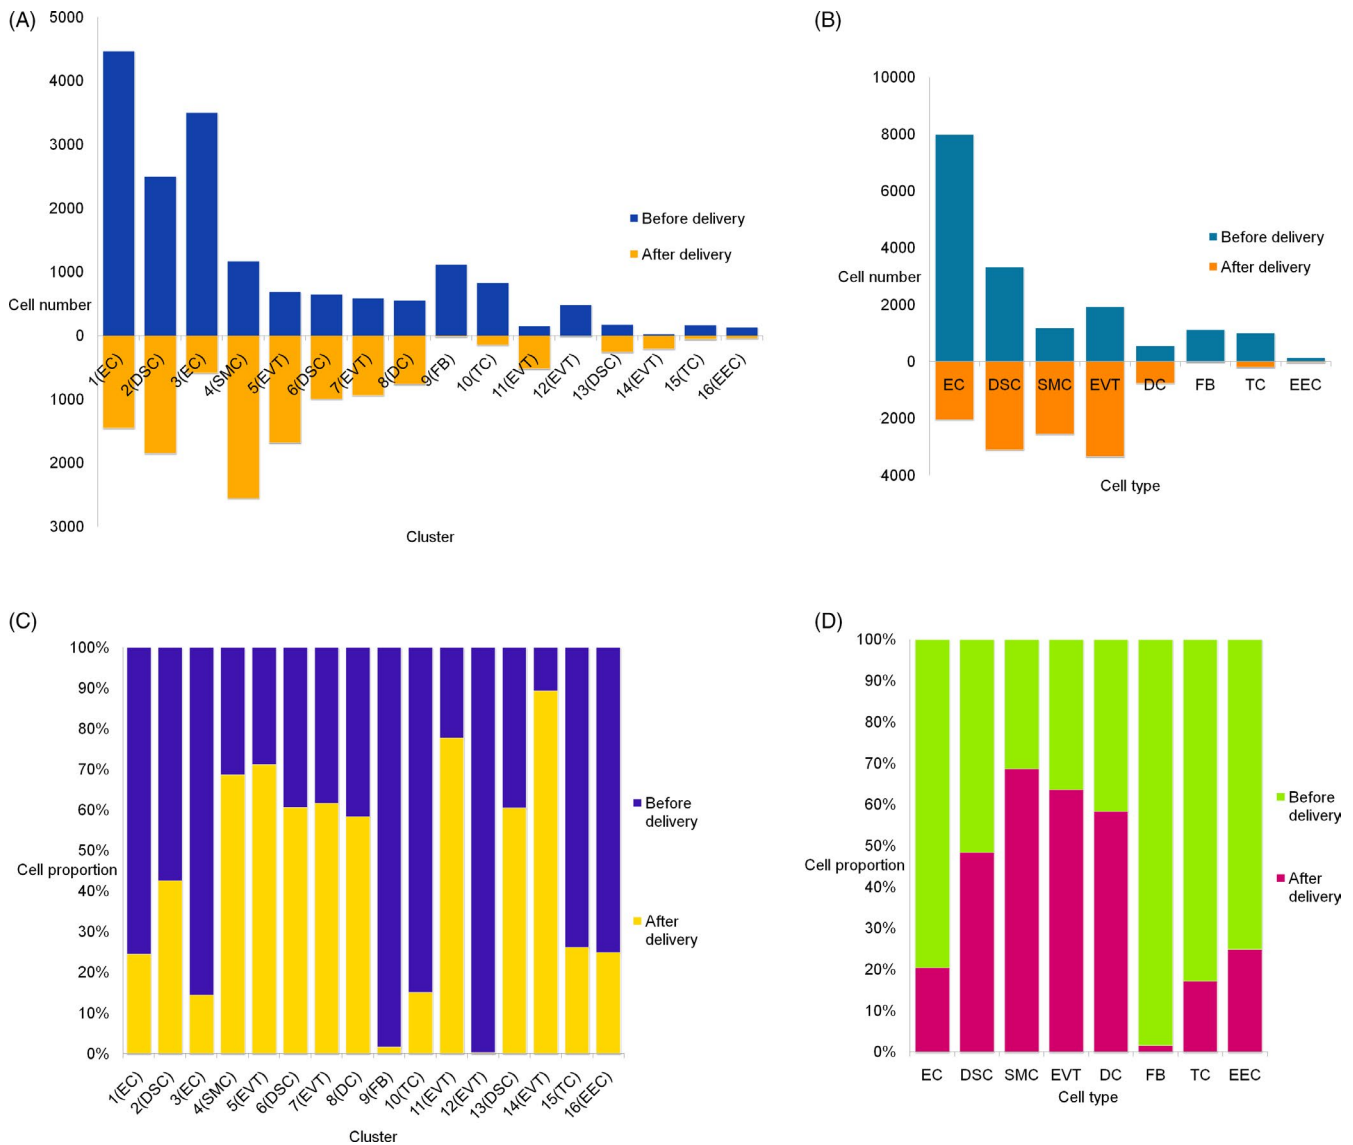 (A)
5000
4000
3000
2000
1000
Cell number
0
1000
2000
3000
1(EC)
2(DSC)
3(EC)
4(SMC)
5(EVT)
6(DSC)
7(EVT)
8(DC)
9(FB)
10(TC)
11(EVT)
12(EVT)
13(DSC)
14(EVT)
15(TC)
16(EEC)
Before delivery
After delivery
Cluster
(B)
10000
8000
6000
4000
Cell number
2000
0
2000
4000
EC DSC SMC EVT DC FB TC EEC
Before delivery
After delivery
Cell type
(C)
100%
90%
80%
70%
60%
50%
Cell proportion
40%
30%
20%
10%
0%
1(EC)
2(DSC)
3(EC)
4(SMC)
5(EVT)
6(DSC)
7(EVT)
8(DC)
9(FB)
10(TC)
11(EVT)
12(EVT)
13(DSC)
14(EVT)
15(TC)
16(EEC)
Before
delivery
After
delivery
Cluster
(D)
100%
90%
80%
70%
60%
50%
Cell proportion
40%
30%
20%
10%
0%
EC DSC SMC EVT DC FB TC EEC
Before
delivery
After
delivery
Cell type